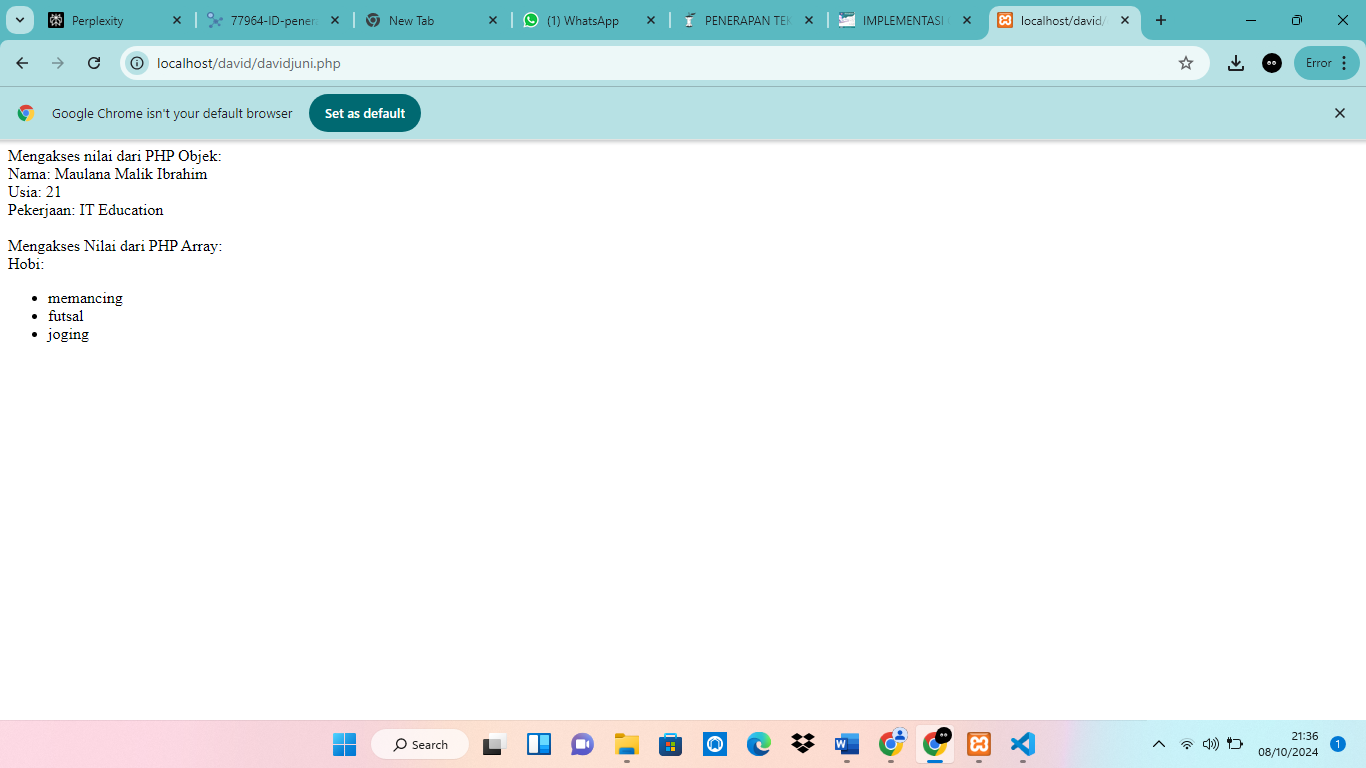 Perplexity
77964-ID-pener
New Tab
(1) WhatsApp
PENERAPAN TEK
IMPLEMENTASI
localhost/david/
localhost/david/davidjuni.php
Error
Google Chrome isn't your default browser
Set as default
Mengakses nilai dari PHP Objek:
Nama: Maulana Malik Ibrahim
Usia: 21
Pekerjaan: IT Education
Mengakses Nilai dari PHP Array:
Hobi:
• memancing
• futsal
• joging
Search
21:36
08/10/2024
1